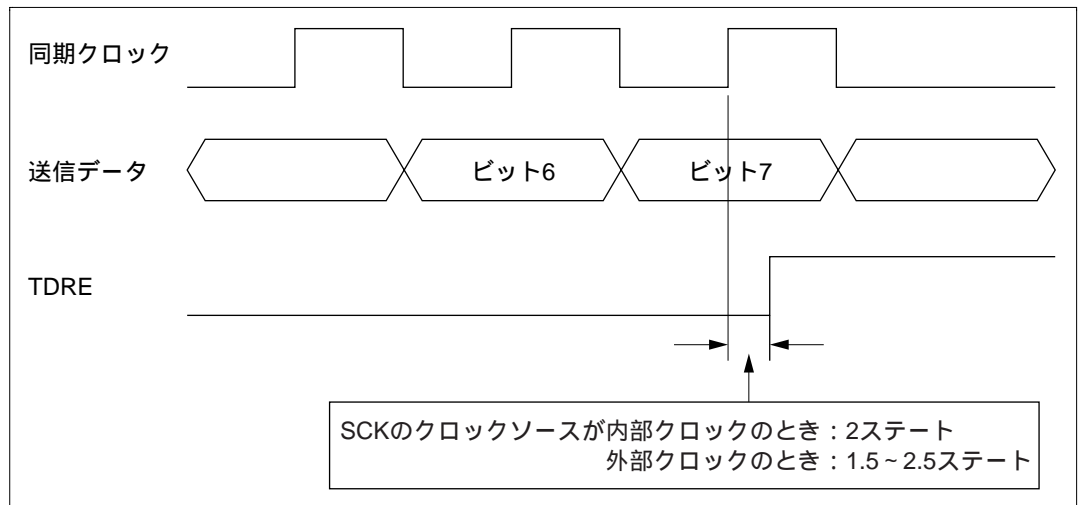 同期クロック
送信データ
ビット6
ビット7
TDRE
SCKのクロックソースが内部クロックのとき：2ステート
外部クロックのとき：1.5～2.5ステート